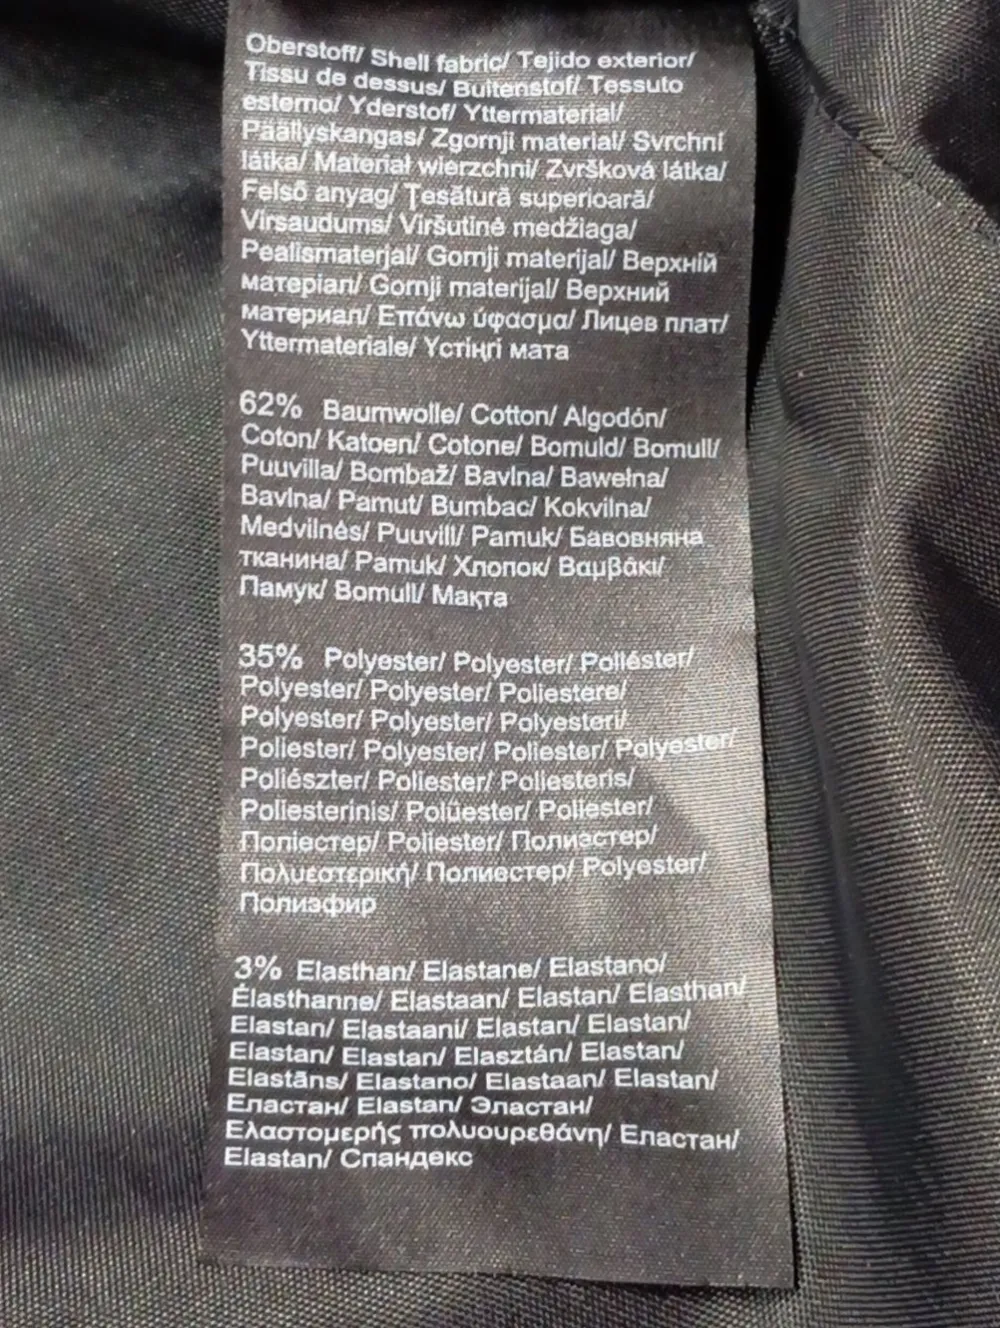 Oberstoff/ Shell fabric/ Tejido exterior/
Tissu de dessus/ Buitenstof/ Tessuto
esterno/ Yderstof/ Yttermaterial/
Päällyskangas/ Zgornji material/ Svrchní
látka/ Materiał wierzchni/ Zvršková látka/
Felső anyag/ Țesătură superioară/
Virsaudums/ Viršutinė medžiaga/
Pealismaterjal/ Gornji materijal/ Верхній
матеріал/ Gornji materijal/ Верхний
материал/ Επάνω ύφασμα/ Лицев плат/
Yttermateriale/ Үстіңгі мата
62% Baumwolle/ Cotton/ Algodón/
Coton/ Katoen/ Cotone/ Bomuld/ Bomull/
Puuvilla/ Bombaž/ Bavlna/ Bawełna/
Bavlna/ Pamut/ Bumbac/ Kokvilna/
Medvilnės/ Puuvill/ Pamuk/ Бавовняна
тканина/ Pamuk/ Хлопок/ Βαμβάκι/
Памук/ Bomull/ Мақта
35% Polyester/ Polyester/ Poliéster/
Polyester/ Polyester/ Poliestere/
Polyester/ Polyester/ Polyesteri/
Poliester/ Polyester/ Poliester/ Polyester/
Poliészter/ Poliester/ Poliesteris/
Poliesterinis/ Polüester/ Poliester/
Поліестер/ Poliester/ Полиэстер/
Πολυεστερική/ Полиестер/ Polyester/
Полиэфир
3% Elasthan/ Elastane/ Elastano/
Élasthanne/ Elastaan/ Elastan/ Elasthan/
Elastan/ Elastaani/ Elastan/ Elastan/
Elastan/ Elastan/ Elasztán/ Elastan/
Elastāns/ Elastano/ Elastaan/ Elastan/
Еластан/ Elastan/ Эластан/
Ελαστομερής πολυουρεθάνη/ Еластан/
Elastan/ Спандекс